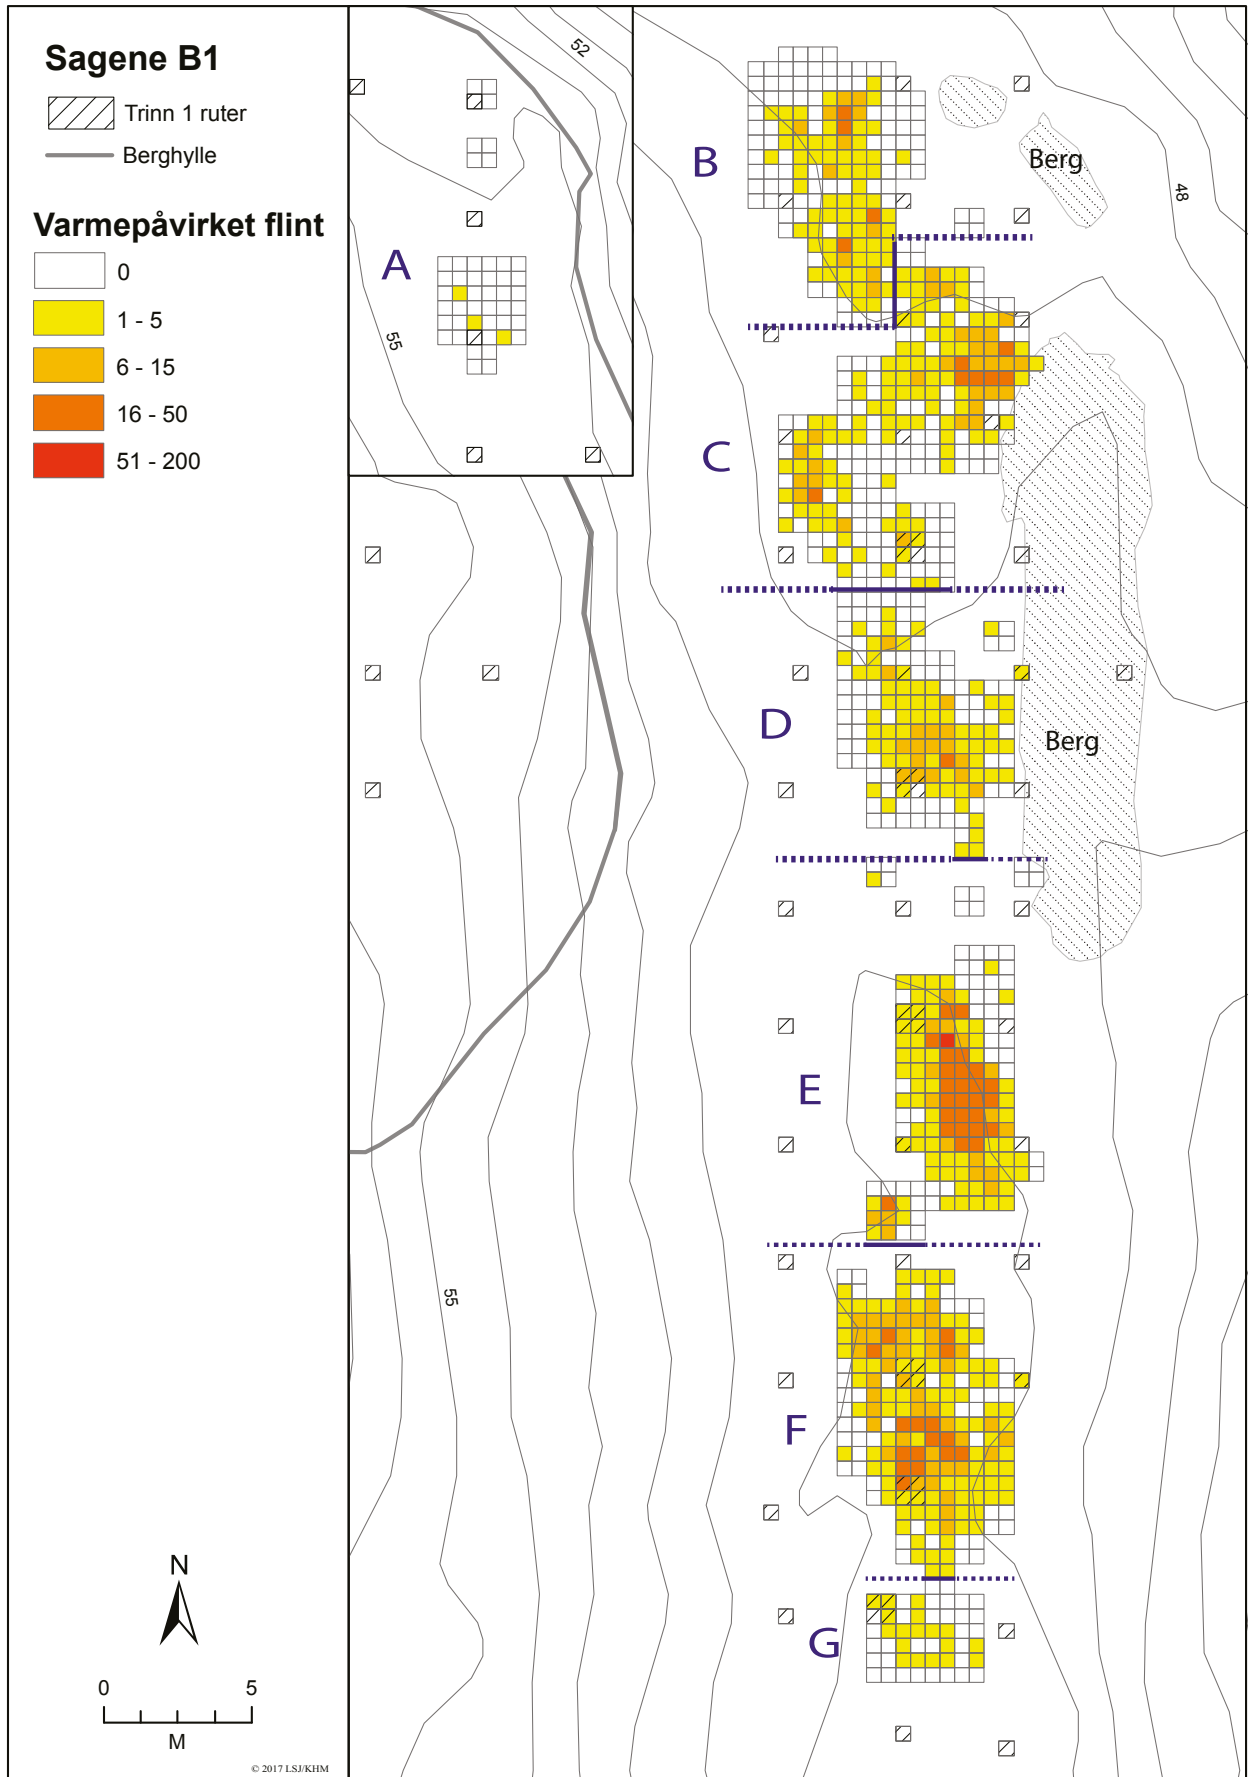 Sagene B1
Trinn 1 ruter
Berghylle
Varmepåvirket flint
0
1 - 5
6 - 15
16 - 50
51 - 200
52
A
55
B
Berg
48
C
D
Berg
E
55
F
G
N
0 5
M
© 2017 LSJ/KHM